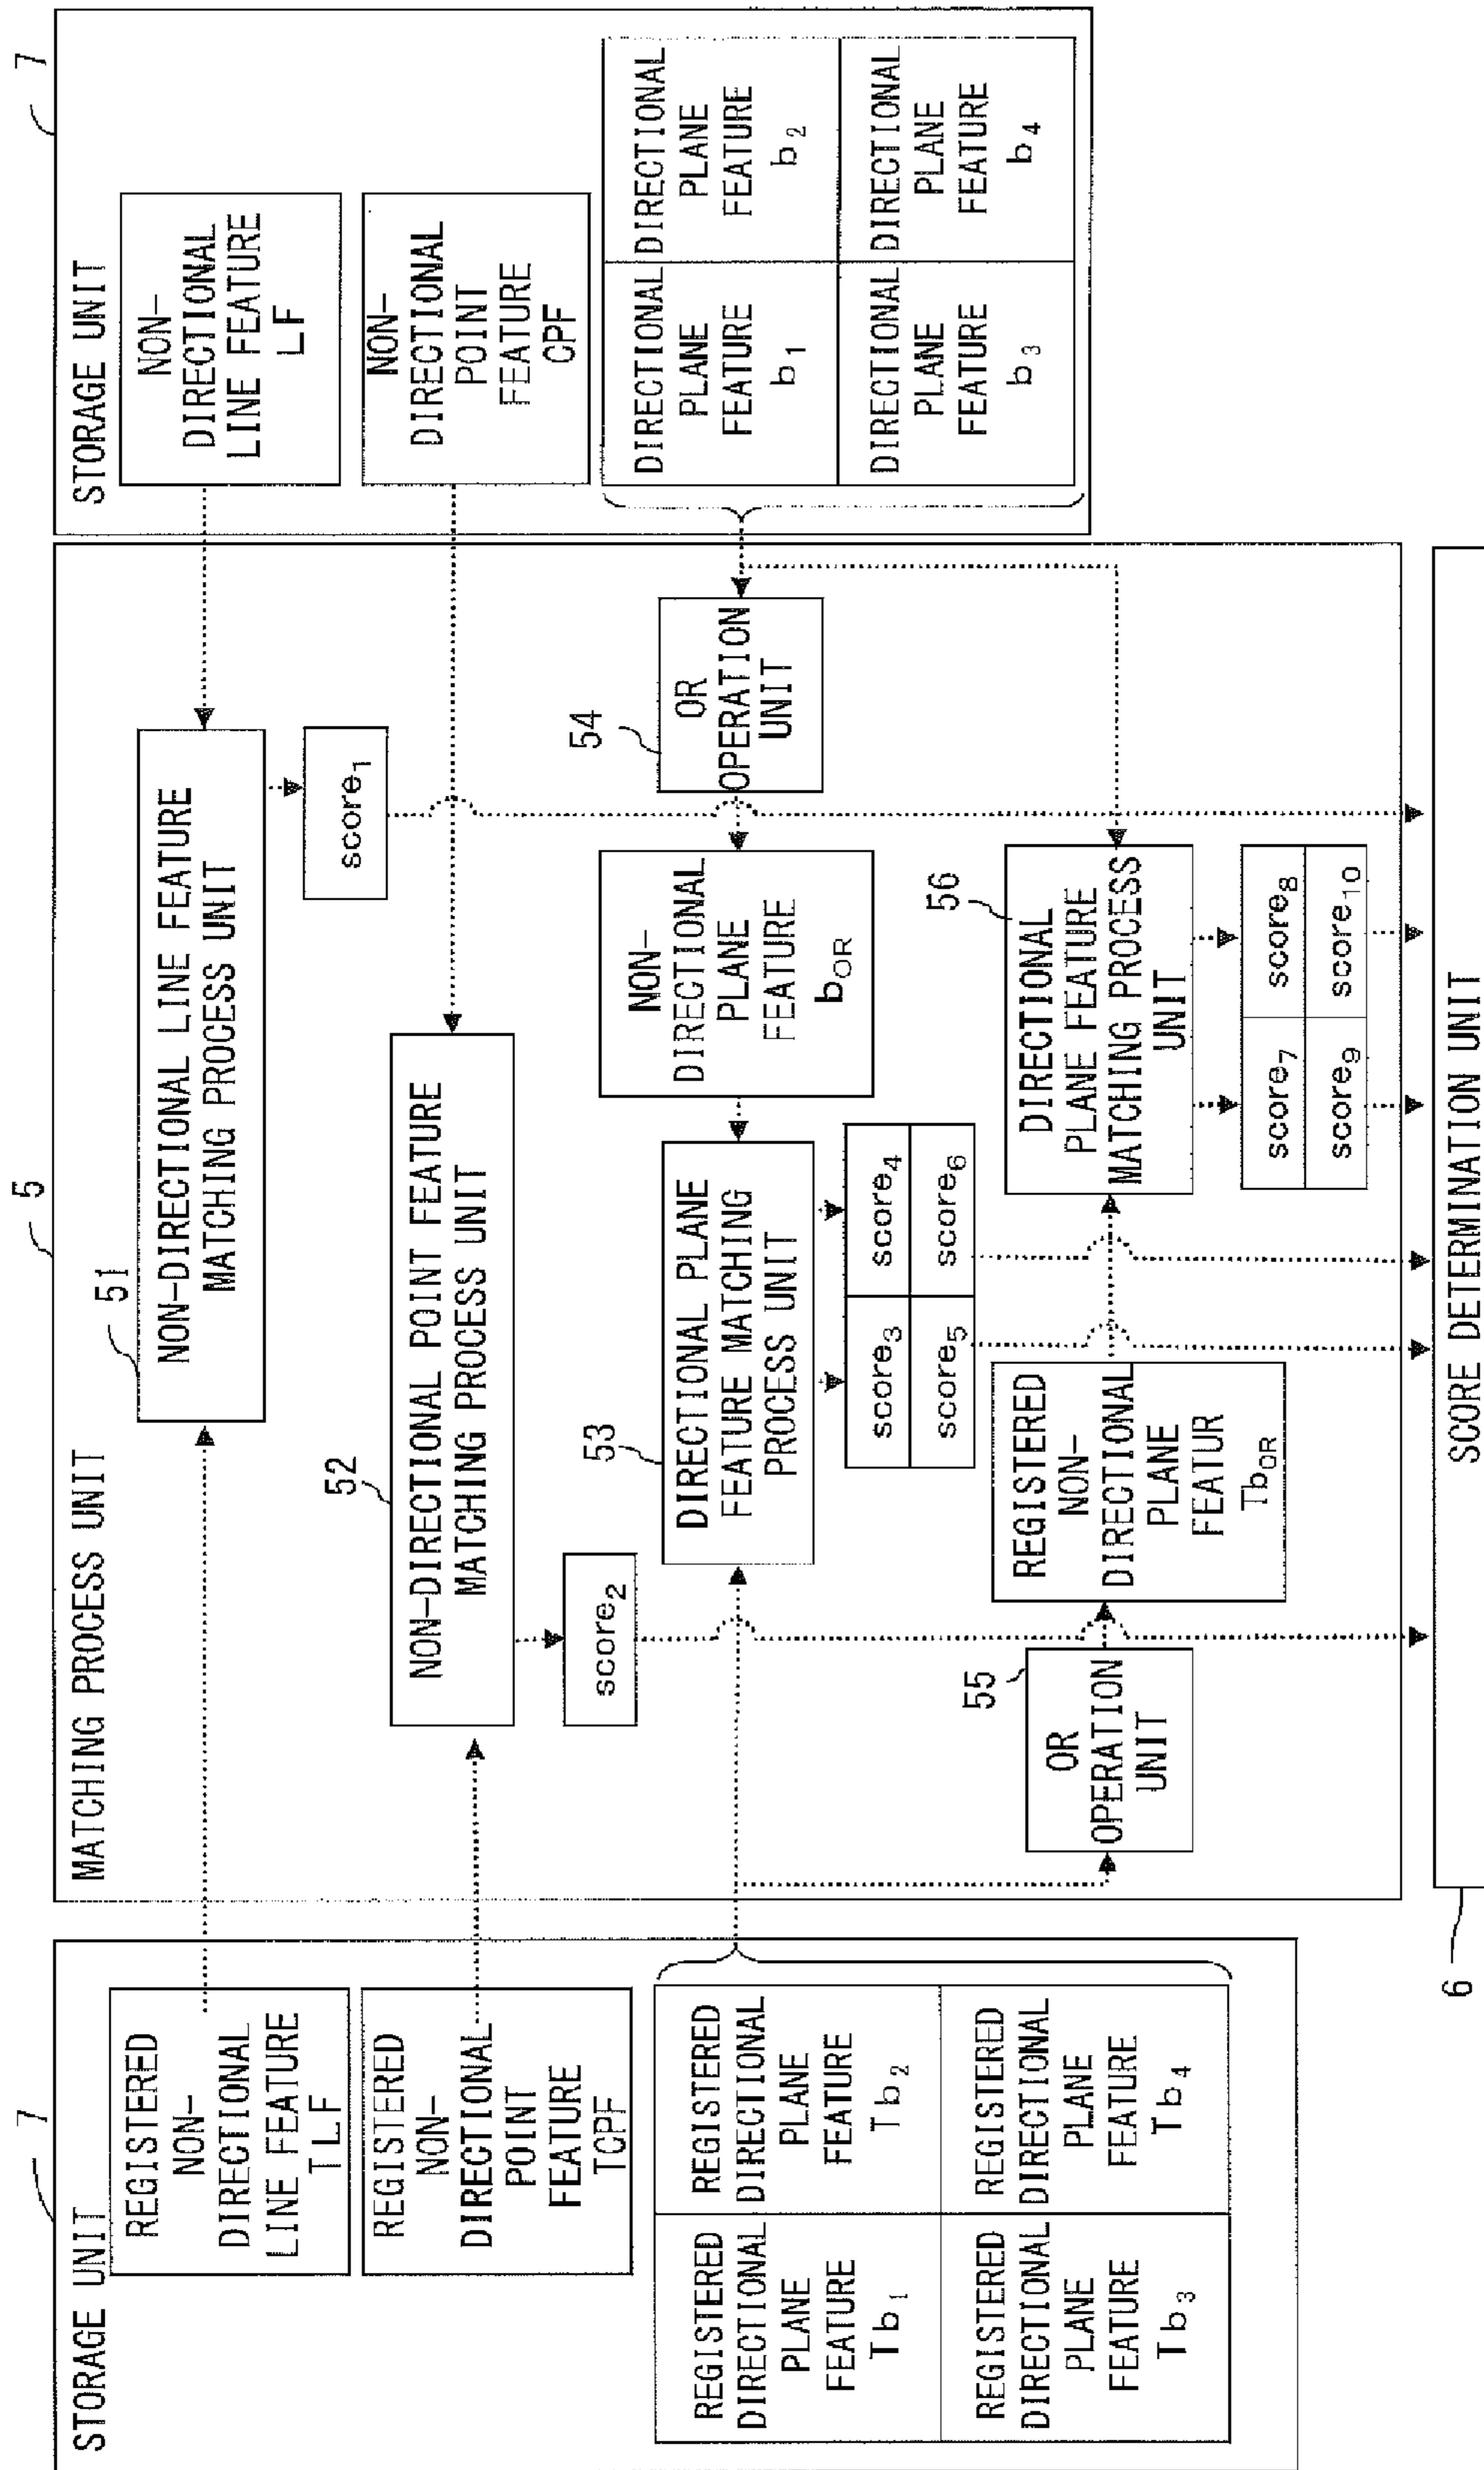 7
STORAGE UNIT
REGISTERED
NON-
DIRECTIONAL
LINE FEATURE
TLF
REGISTERED
NON-
DIRECTIONAL
POINT
FEATURE
TCPF
REGISTERED
DIRECTIONAL
PLANE
FEATURE
Tb1
REGISTERED
DIRECTIONAL
PLANE
FEATURE
Tb2
REGISTERED
DIRECTIONAL
PLANE
FEATURE
Tb3
REGISTERED
DIRECTIONAL
PLANE
FEATURE
Tb4
5
MATCHING PROCESS UNIT
51
NON-DIRECTIONAL LINE FEATURE
MATCHING PROCESS UNIT
score1
52
NON-DIRECTIONAL POINT FEATURE
MATCHING PROCESS UNIT
score2
53
DIRECTIONAL PLANE
FEATURE MATCHING
PROCESS UNIT
score3
score4
score5
score6
NON-
DIRECTIONAL
PLANE
FEATURE
bOR
54
OR
OPERATION
UNIT
55
OR
OPERATION
UNIT
REGISTERED
NON-
DIRECTIONAL
PLANE
FEATUR
TbOR
56
DIRECTIONAL
PLANE FEATURE
MATCHING PROCESS
UNIT
score7
score8
score9
score10
7
STORAGE UNIT
NON-
DIRECTIONAL
LINE FEATURE
LF
NON-
DIRECTIONAL
POINT
FEATURE
CPF
DIRECTIONAL
PLANE
FEATURE
b1
DIRECTIONAL
PLANE
FEATURE
b2
DIRECTIONAL
PLANE
FEATURE
b3
DIRECTIONAL
PLANE
FEATURE
b4
6
SCORE DETERMINATION UNIT